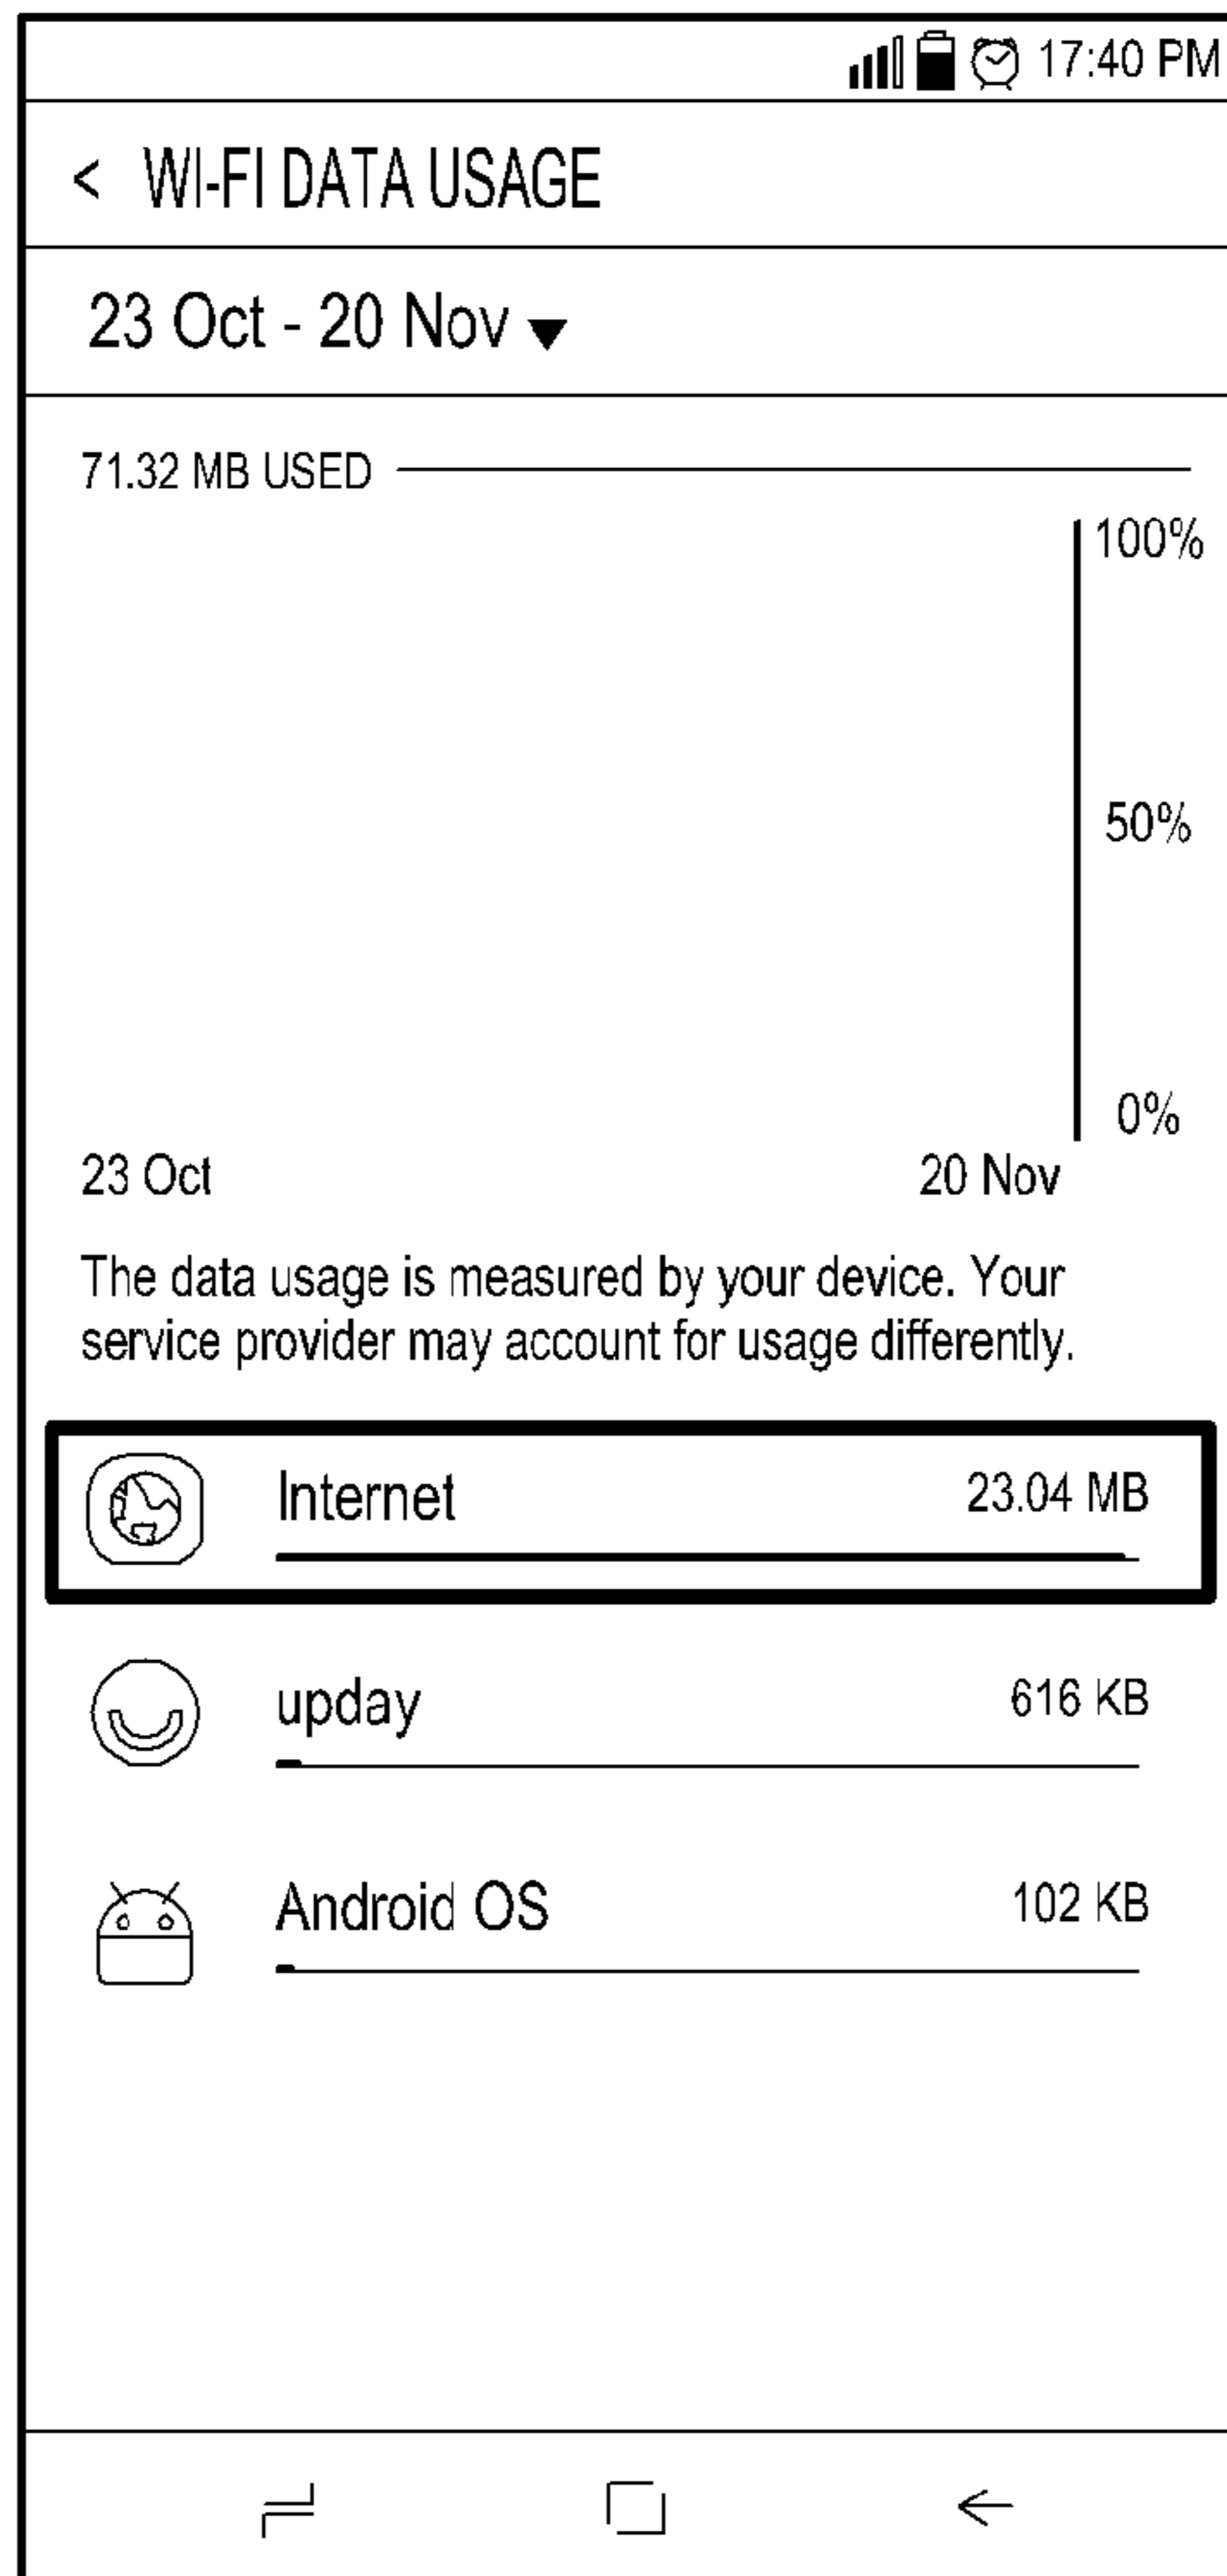 17:40 PM
< WI-FI DATA USAGE
23 Oct - 20 Nov
71.32 MB USED
100%
50%
0%
23 Oct 20 Nov
The data usage is measured by your device. Your
service provider may account for usage differently.
Internet 23.04 MB
upday 616 KB
Android OS 102 KB